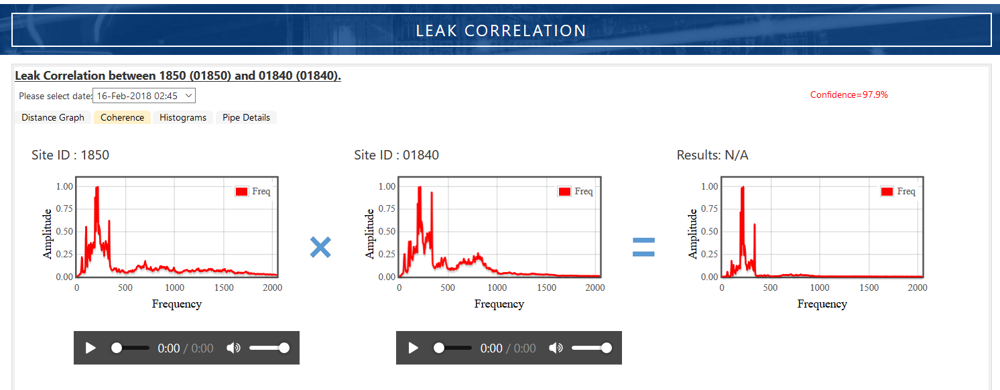 LEAK CORRELATION
Leak Correlation between 1850 (01850) and 01840 (01840).
Please select date: 16-Feb-2018 02:45
Confidence=97.9%
Distance Graph Coherence Histograms Pipe Details
Site ID : 1850
1.00
0.75
0.50
0.25
0.00
Amplitude
Freq
0 500 1000 1500 2000
Frequency
0:00 / 0:00
×
Site ID : 01840
1.00
0.75
0.50
0.25
0.00
Amplitude
Freq
0 500 1000 1500 2000
Frequency
0:00 / 0:00
=
Results: N/A
1.00
0.75
0.50
0.25
0.00
Amplitude
Freq
0 500 1000 1500 2000
Frequency